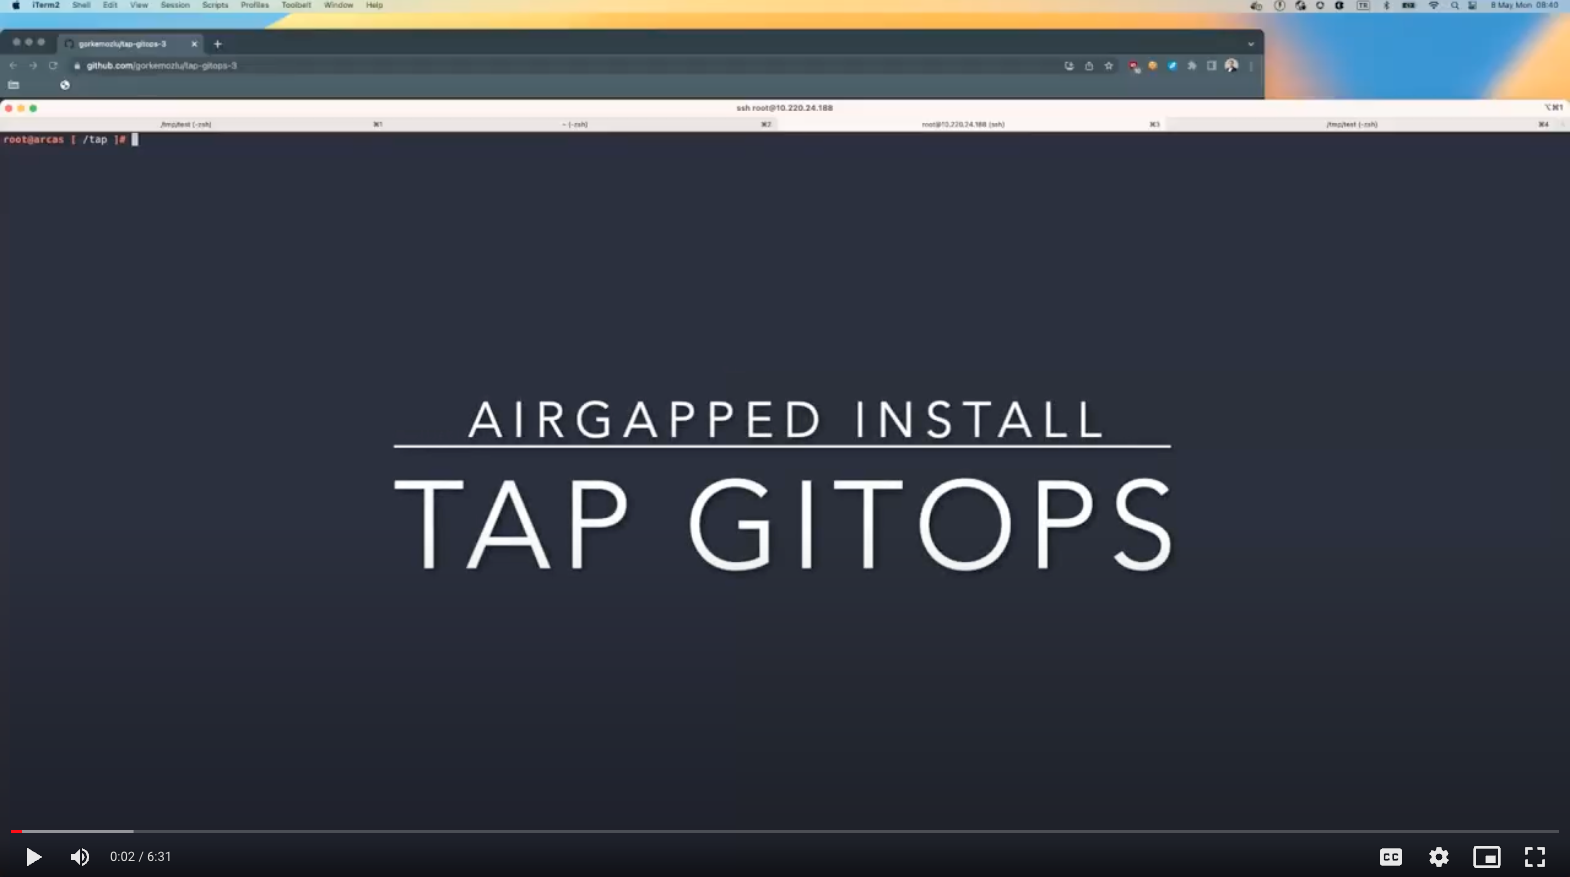 iTerm2 Shell Edit View Session Scripts Profiles Toolbelt Window Help
TR
8 May Mon 08:40
gorkemozlu/tap-gitops-3
github.com/gorkemozlu/tap-gitops-3
ssh root@10.220.24.188
⌥⌘1
/tmp/test (-zsh) ⌘1 ~ (-zsh) ⌘2 root@10.220.24.188 (ssh) ⌘3 /tmp/test (-zsh) ⌘4
root@arcas [ /tap ]#
AIRGAPPED INSTALL
TAP GITOPS
0:02 / 6:31
CC